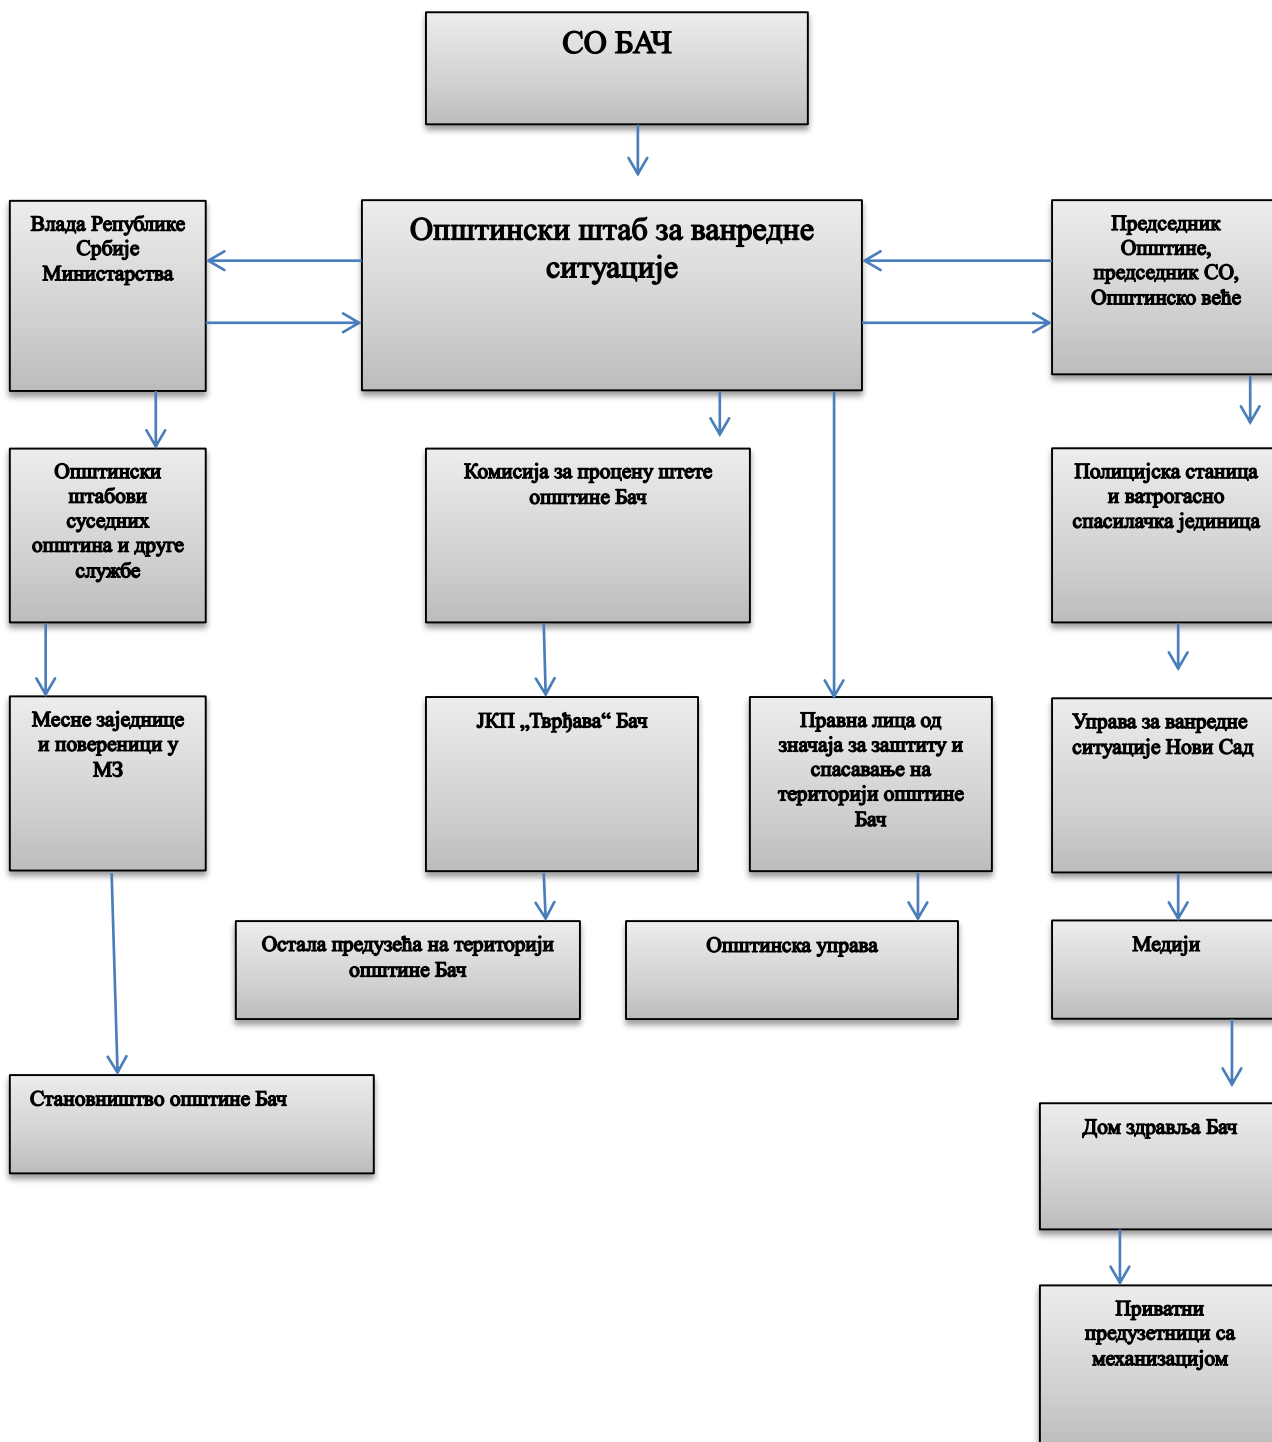 СО БАЧ
Влада Републике
Србије
Министарства
Општински штаб за ванредне
ситуације
Председник
Општине,
председник СО,
Општинско веће
Општински
штабови
суседних
општина и друге
службе
Комисија за процену штете
општине Бач
Полицијска станица
и ватрогасно
спасилачка јединица
Месне заједнице
и повереници у
МЗ
ЈКП „Тврђава“ Бач
Правна лица од
значаја за заштиту и
спасавање на
територији општине
Бач
Управа за ванредне
ситуације Нови Сад
Остала предузећа на територији
општине Бач
Општинска управа
Медији
Становништво општине Бач
Дом здравља Бач
Приватни
предузетници са
механизацијом